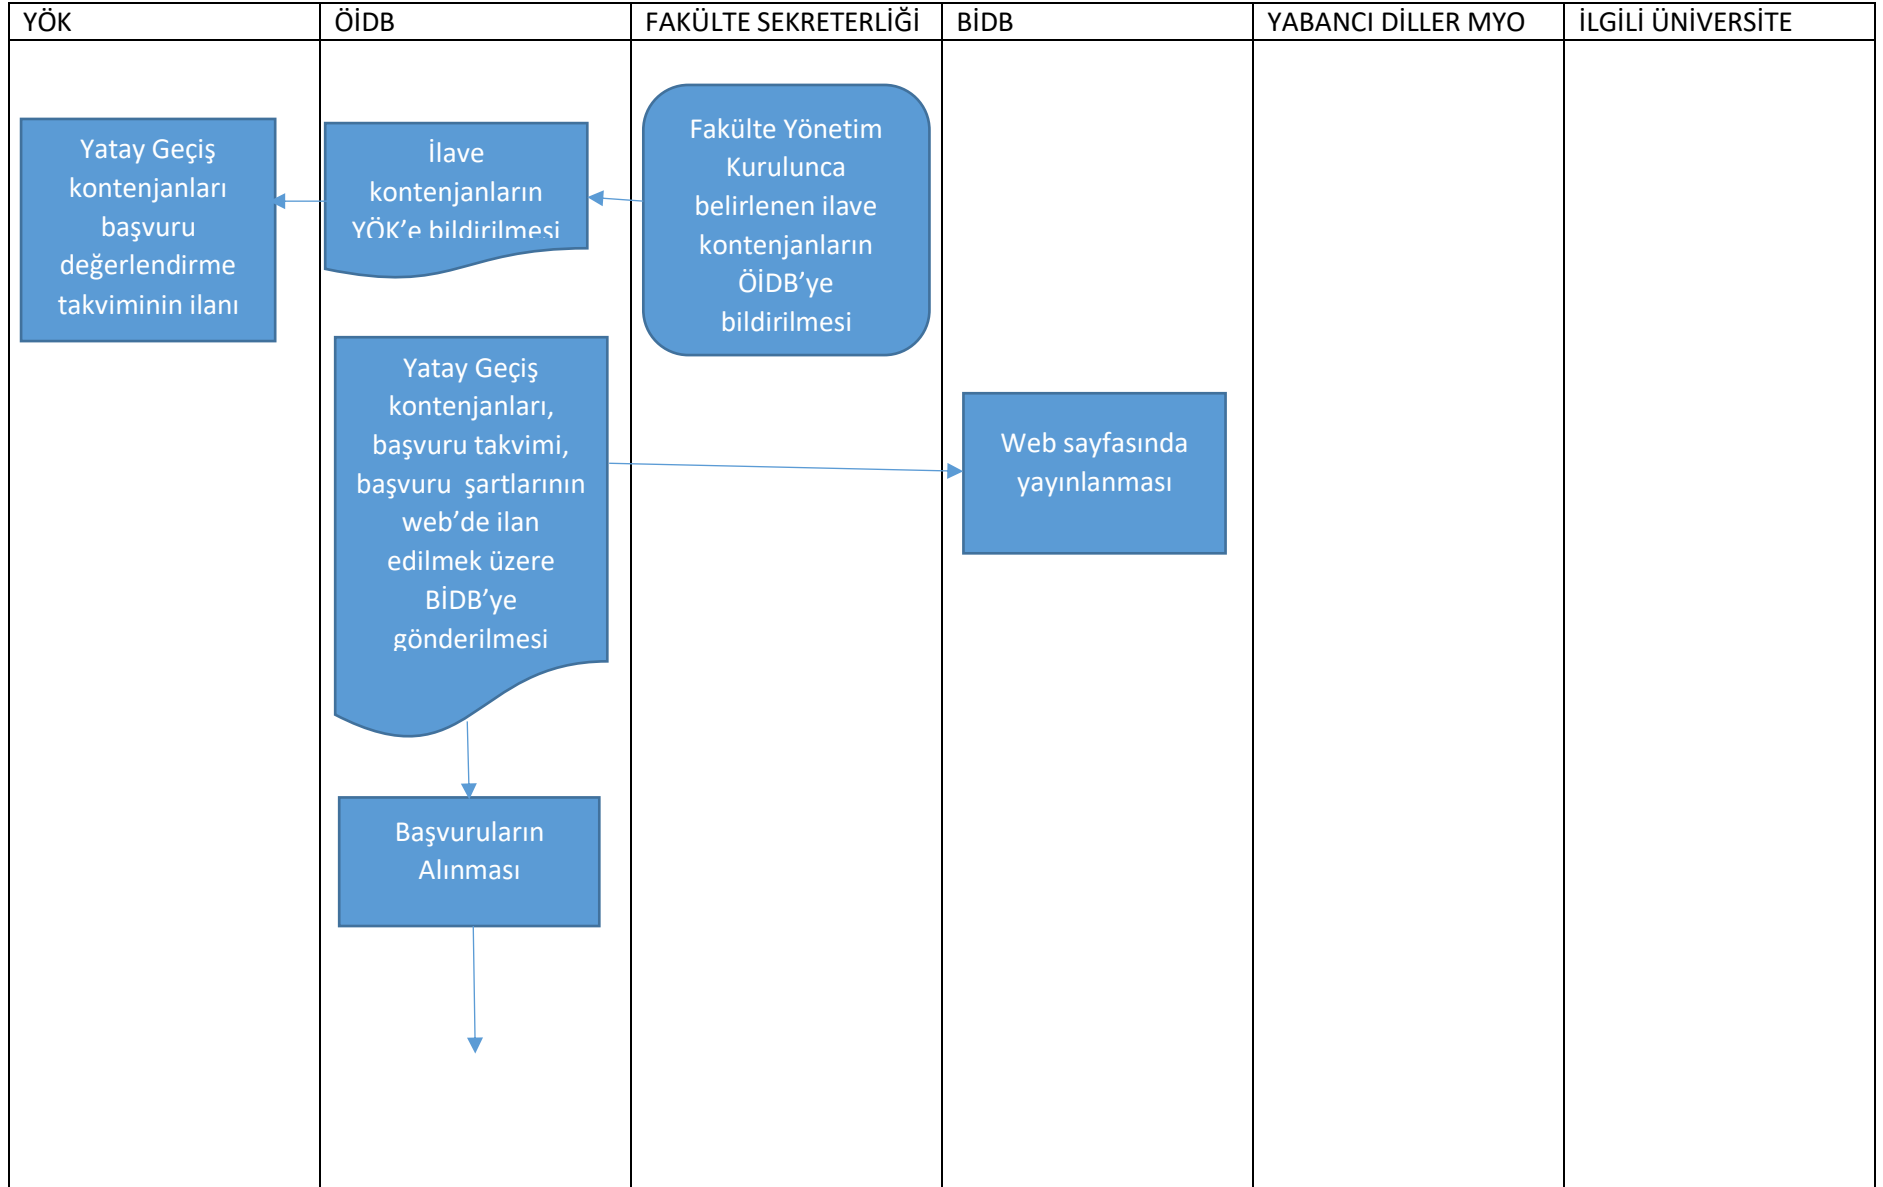 YÖK
ÖİDB
FAKÜLTE SEKRETERLİĞİ
BİDB
YABANCI DİLLER MYO
İLGİLİ ÜNİVERSİTE
Yatay Geçiş
kontenjanları
başvuru
değerlendirme
takviminin ilanı
İlave
kontenjanların
YÖK’e bildirilmesi
Fakülte Yönetim
Kurulunca
belirlenen ilave
kontenjanların
ÖİDB’ye
bildirilmesi
Yatay Geçiş
kontenjanları,
başvuru takvimi,
başvuru  şartlarının
web’de ilan
edilmek üzere
BİDB’ye
gönderilmesi
Web sayfasında
yayınlanması
Başvuruların
Alınması